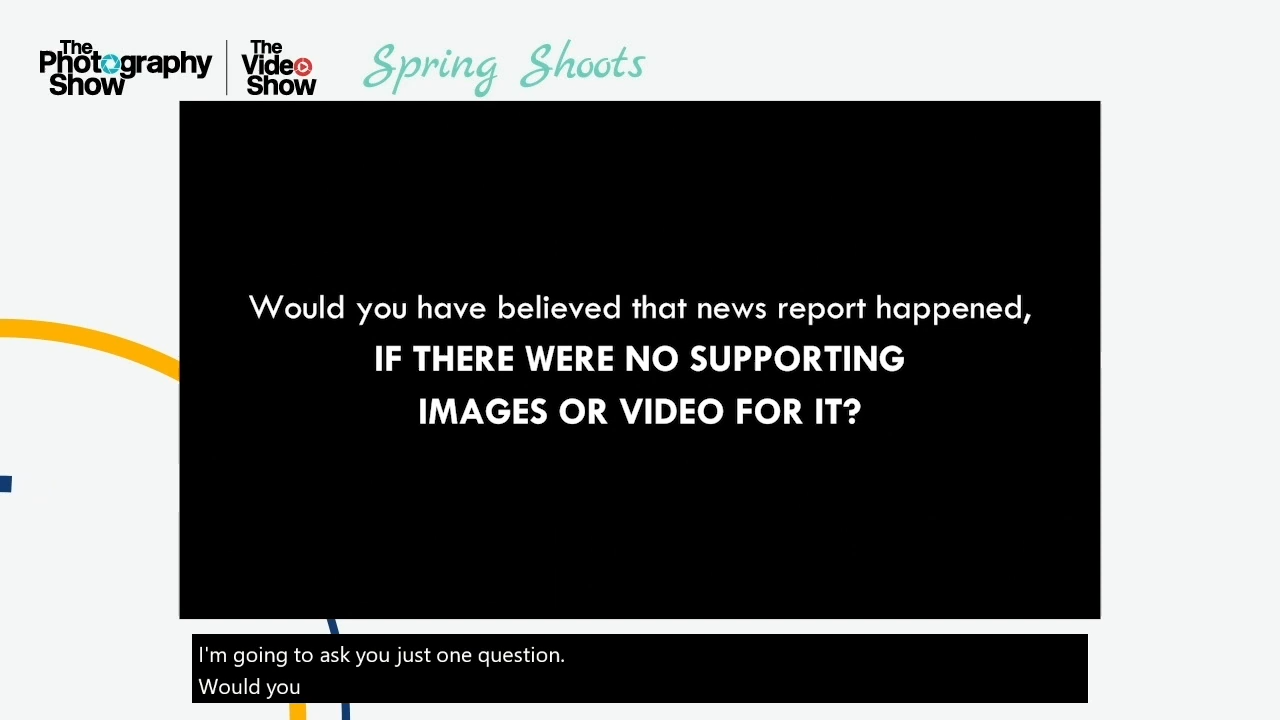 The
Photography
Show
The
Video
Show
Spring Shoots
Would you have believed that news report happened,
IF THERE WERE NO SUPPORTING
IMAGES OR VIDEO FOR IT?
I'm going to ask you just one question.
Would you